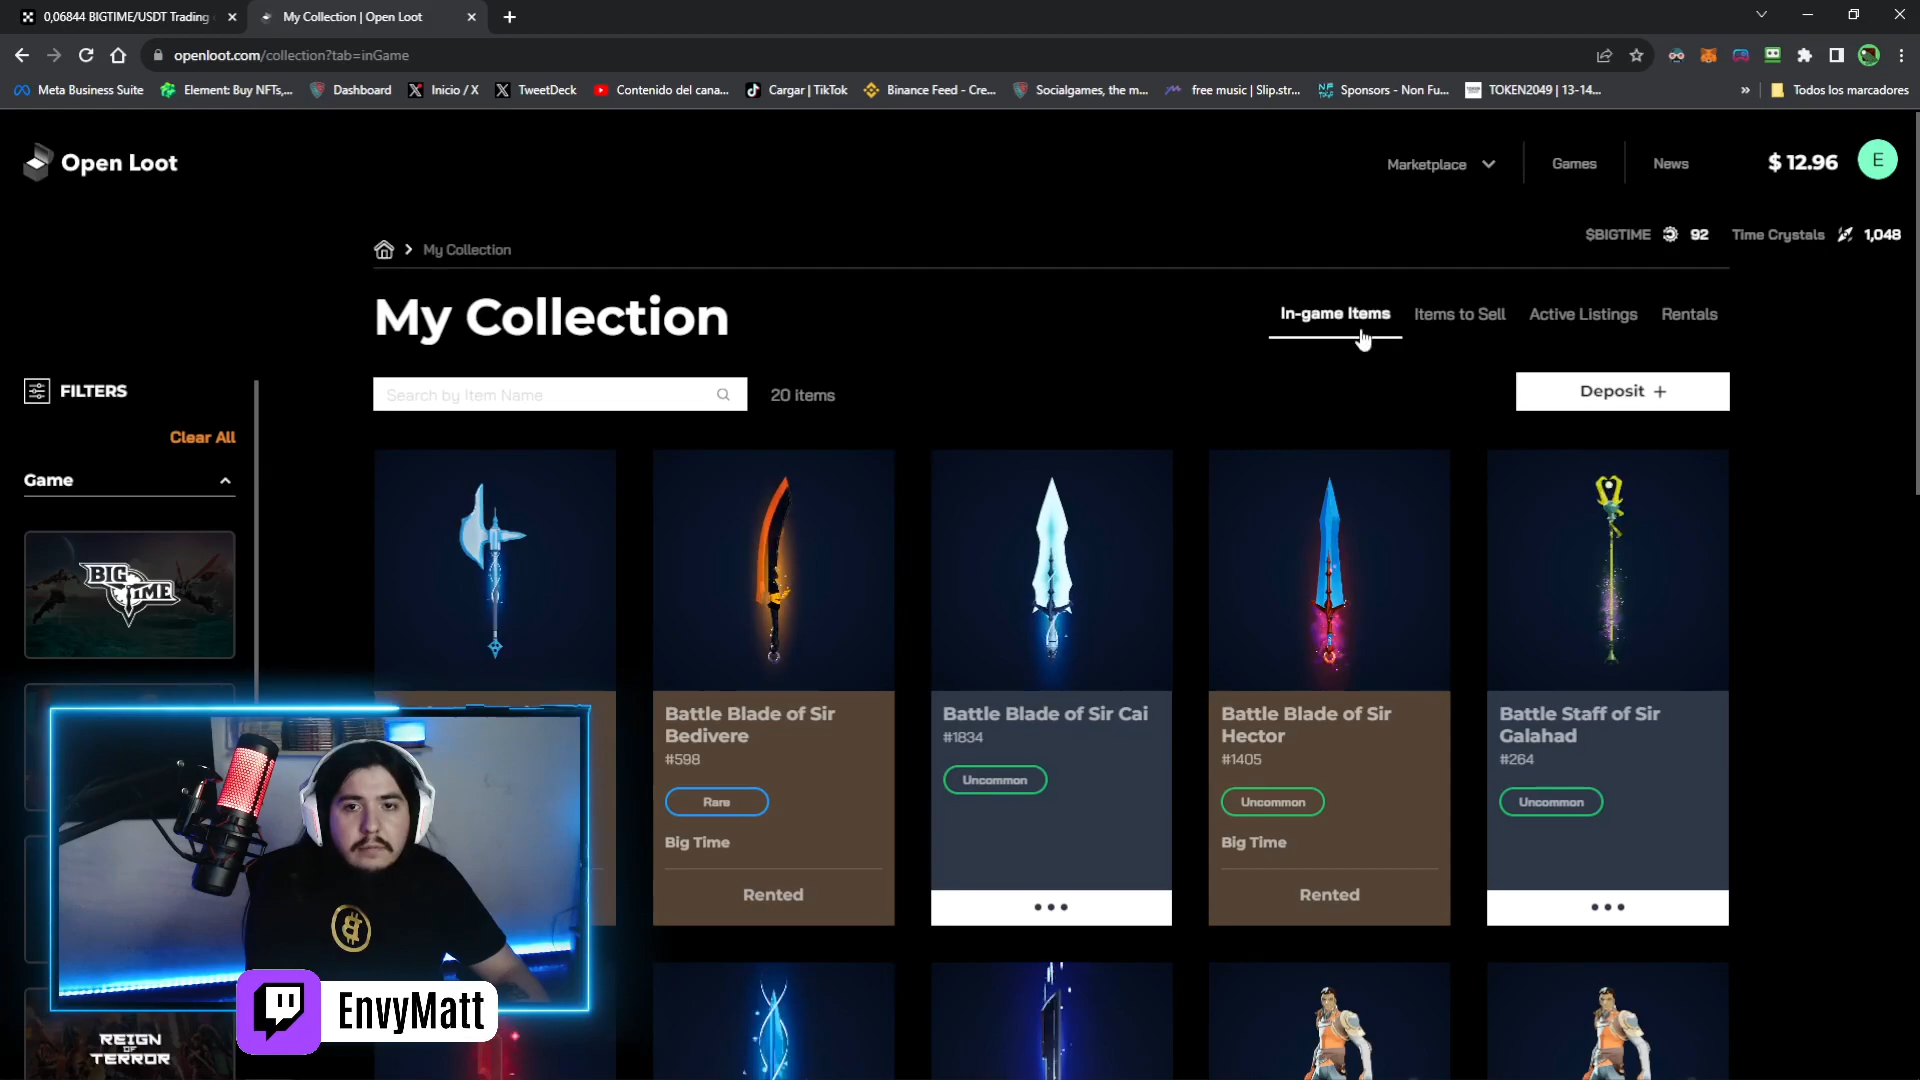 0,06844 BIGTIME/USDT Trading
My Collection | Open Loot
openloot.com/collection?tab=inGame
Meta Business Suite
Element: Buy NFTs,...
Dashboard
Inicio / X
TweetDeck
Contenido del cana...
Cargar | TikTok
Binance Feed - Cre...
Socialgames, the m...
free music | Slip.str...
Sponsors - Non Fu...
TOKEN2049 | 13-14...
»
Todos los marcadores
Open Loot
Marketplace
Games
News
$ 12.96
E
$BIGTIME 92
Time Crystals 1,048
My Collection
My Collection
In-game Items
Items to Sell
Active Listings
Rentals
FILTERS
Search by Item Name
20 items
Deposit +
Clear All
Game
BIG TIME
Battle Blade of Sir
Bedivere
#598
Rare
Big Time
Rented
Battle Blade of Sir Cai
#1834
Uncommon
Battle Blade of Sir
Hector
#1405
Uncommon
Big Time
Rented
Battle Staff of Sir
Galahad
#264
Uncommon
EnvyMatt
REIGN
OF
TERROR